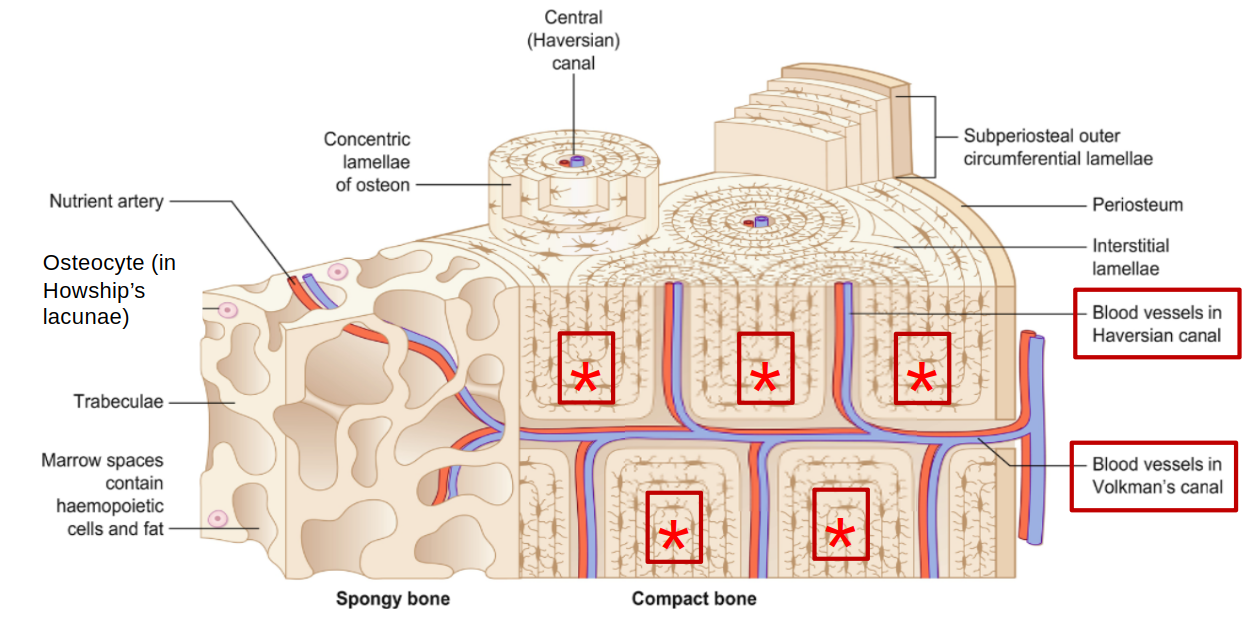 Central
(Haversian)
canal
Concentric
lamellae
of osteon
Subperiosteal outer
circumferential lamellae
Nutrient artery
Periosteum
Osteocyte (in
Howship’s
lacunae)
Interstitial
lamellae
Blood vessels in
Haversian canal
*
*
*
Trabeculae
Marrow spaces
contain
haemopoietic
cells and fat
Blood vessels in
Volkman’s canal
*
*
Spongy bone
Compact bone